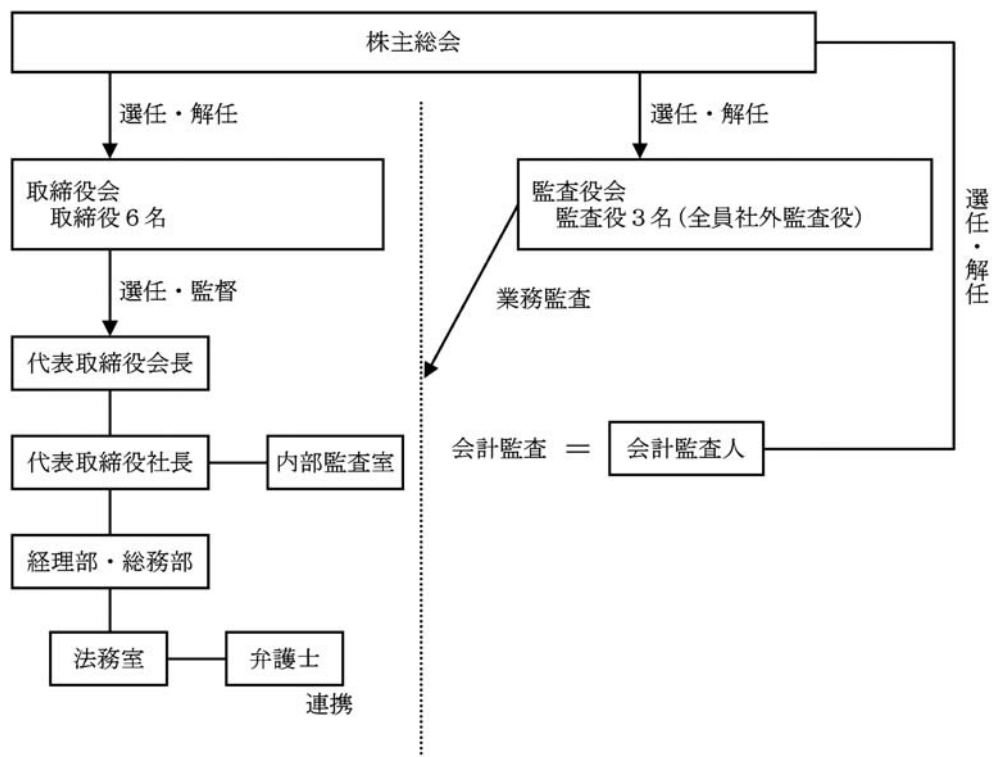 株主総会
選任・解任
選任・解任
取締役会
取締役6名
監査役会
監査役3名(全員社外監査役)
選任・解任
選任・監督
業務監査
代表取締役会長
代表取締役社長
内部監査室
会計監査 =
会計監査人
経理部・総務部
法務室
弁護士
連携